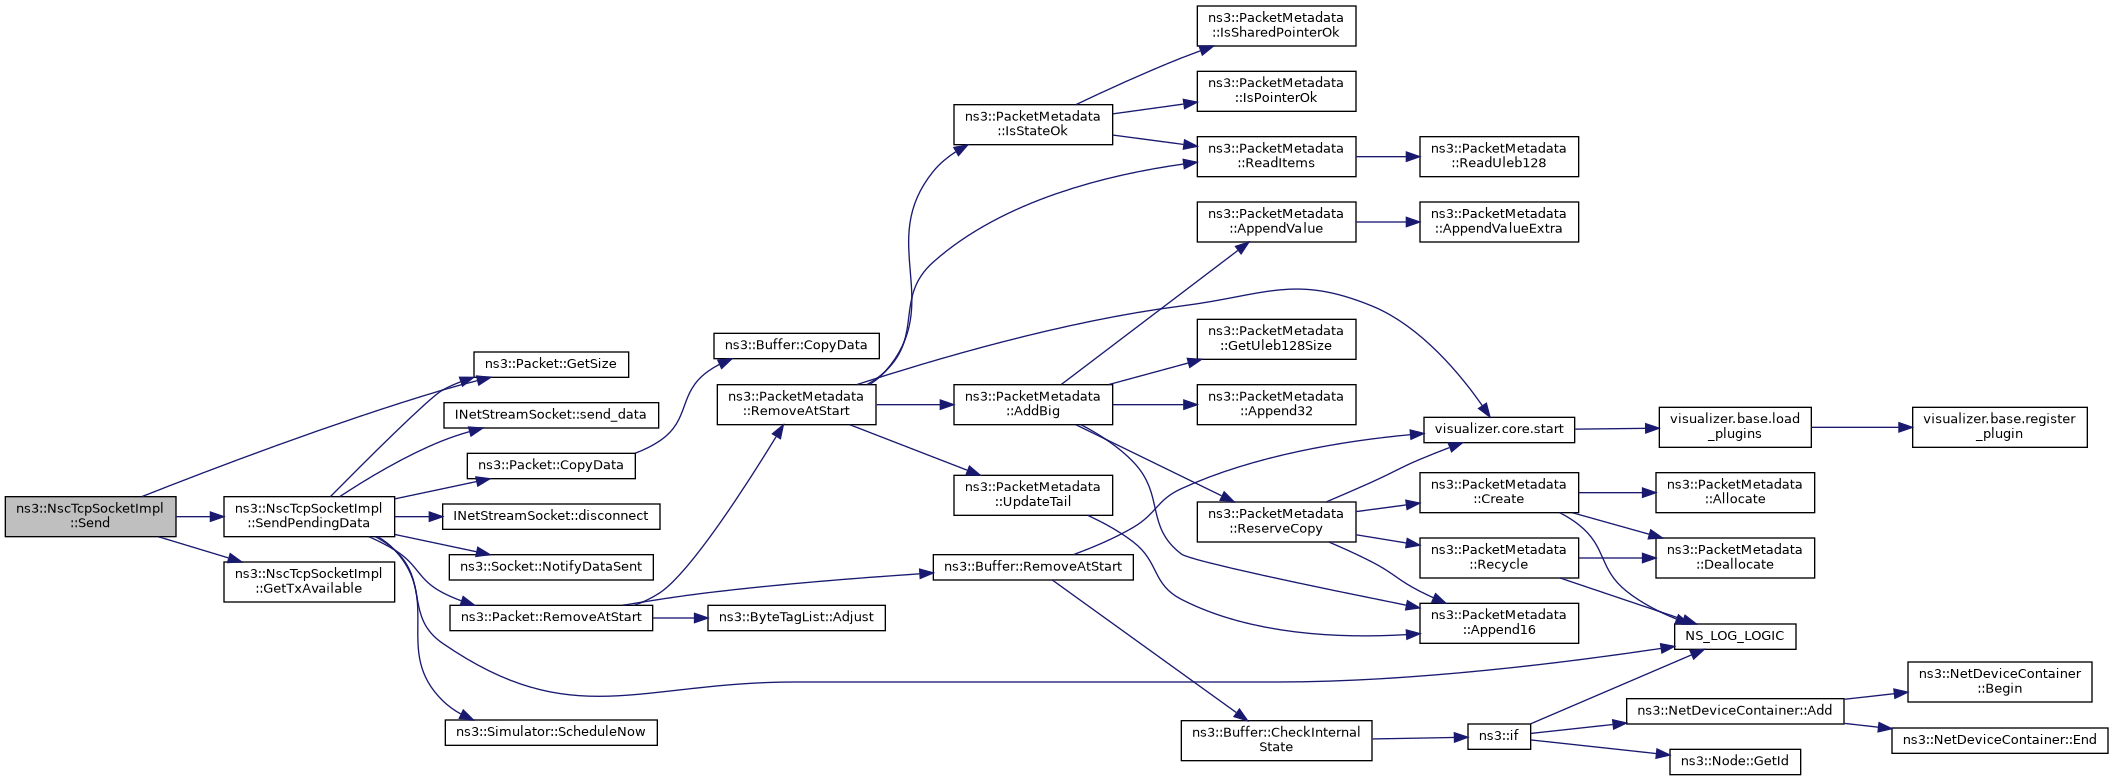 ns3::PacketMetadata
::IsSharedPointerOk
ns3::PacketMetadata
::IsPointerOk
ns3::PacketMetadata
::IsStateOk
ns3::PacketMetadata
::ReadItems
ns3::PacketMetadata
::ReadUleb128
ns3::PacketMetadata
::AppendValue
ns3::PacketMetadata
::AppendValueExtra
ns3::Buffer::CopyData
ns3::PacketMetadata
::GetUleb128Size
ns3::Packet::GetSize
ns3::PacketMetadata
::RemoveAtStart
ns3::PacketMetadata
::AddBig
ns3::PacketMetadata
::Append32
INetStreamSocket::send_data
visualizer.core.start
visualizer.base.load
_plugins
visualizer.base.register
_plugin
ns3::Packet::CopyData
ns3::PacketMetadata
::UpdateTail
ns3::PacketMetadata
::Create
ns3::PacketMetadata
::Allocate
ns3::NscTcpSocketImpl
::Send
ns3::NscTcpSocketImpl
::SendPendingData
INetStreamSocket::disconnect
ns3::PacketMetadata
::ReserveCopy
ns3::Socket::NotifyDataSent
ns3::Buffer::RemoveAtStart
ns3::PacketMetadata
::Recycle
ns3::PacketMetadata
::Deallocate
ns3::NscTcpSocketImpl
::GetTxAvailable
ns3::Packet::RemoveAtStart
ns3::ByteTagList::Adjust
ns3::PacketMetadata
::Append16
NS_LOG_LOGIC
ns3::NetDeviceContainer
::Begin
ns3::NetDeviceContainer::Add
ns3::Simulator::ScheduleNow
ns3::Buffer::CheckInternal
State
ns3::if
ns3::NetDeviceContainer::End
ns3::Node::GetId